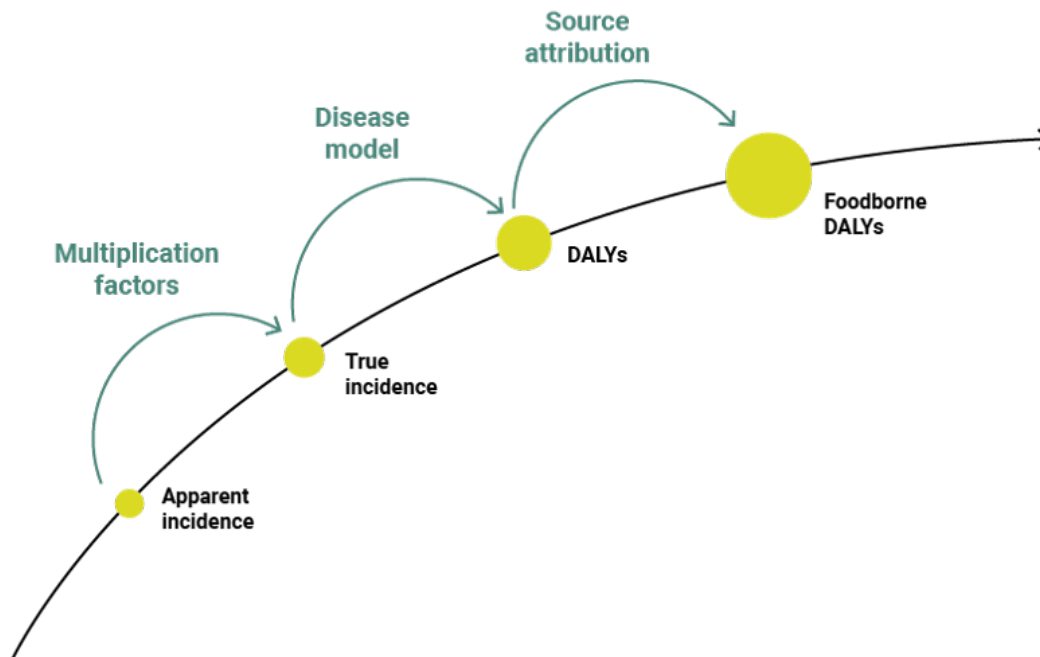 Source
attribution
Disease
model
Foodborne
DALYs
DALYs
Multiplication
factors
True
incidence
Apparent
incidence